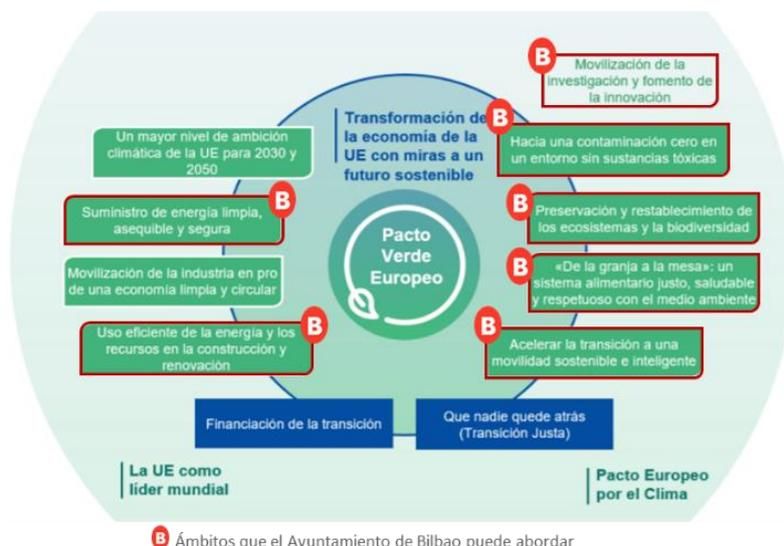 B
Movilización de la
investigación y fomento de
la innovación
Transformación de
la economía de la
UE con miras a un
futuro sostenible
B
Hacia una contaminación cero en
un entorno sin sustancias tóxicas
Un mayor nivel de ambición
climática de la UE para 2030 y
2050
B
Suministro de energía limpia,
asequible y segura
B
Preservación y restablecimiento de
los ecosistemas y la biodiversidad
Pacto
Verde
Europeo
Movilización de la industria en pro
de una economía limpia y circular
B
«De la granja a la mesa»: un
sistema alimentario justo, saludable
y respetuoso con el medio ambiente
B
Uso eficiente de la energía y los
recursos en la construcción y
renovación
B
Acelerar la transición a una
movilidad sostenible e inteligente
Financiación de la transición
Que nadie quede atrás
(Transición Justa)
La UE como
líder mundial
Pacto Europeo
por el Clima
B Ámbitos que el Ayuntamiento de Bilbao puede abordar